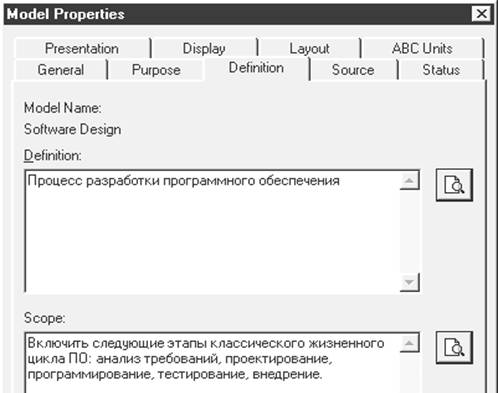 Model Properties
Presentation Display Layout ABC Units
General Purpose Definition Source Status
Model Name:
Software Design
Definition:
Процесс разработки программного обеспечения
Scope:
Включить следующие этапы классического жизненного
цикла ПО: анализ требований, проектирование,
программирование, тестирование, внедрение.